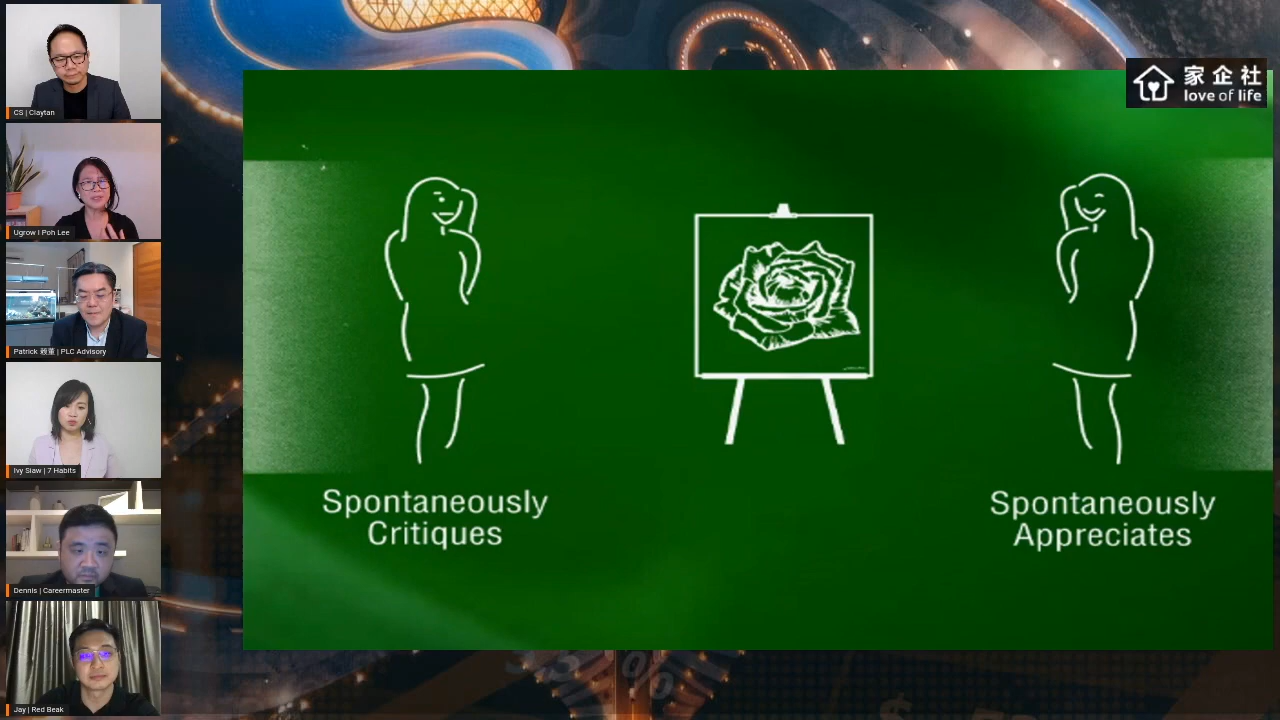 CS | Claytan
Ugrow I Poh Lee
Patrick 赖董 | PLC Advisory
Ivy Siaw | 7 Habits
Dennis | Careermaster
Jay | Red Beak
家企社
love of life
Spontaneously
Critiques
Spontaneously
Appreciates